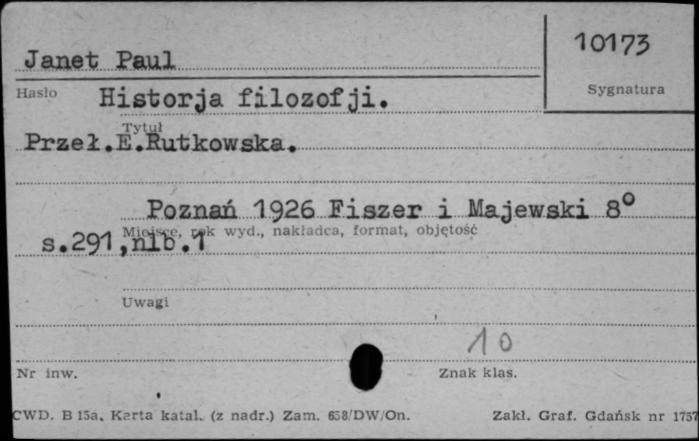 10173
Janet Paul
Hasło
Sygnatura
Historja filozofji.
Tytuł
Przeł.E.Rutkowska.
Poznań 1926 Fiszer i Majewski 8°
Miejsce, rok wyd., nakładca, format, objętość
s.291,nlb.1
Uwagi
10
Nr inw.
Znak klas.
CWD. B 15a. Karta katal. (z nadr.) Zam. 658/DW/On.
Zakł. Graf. Gdańsk nr 1757